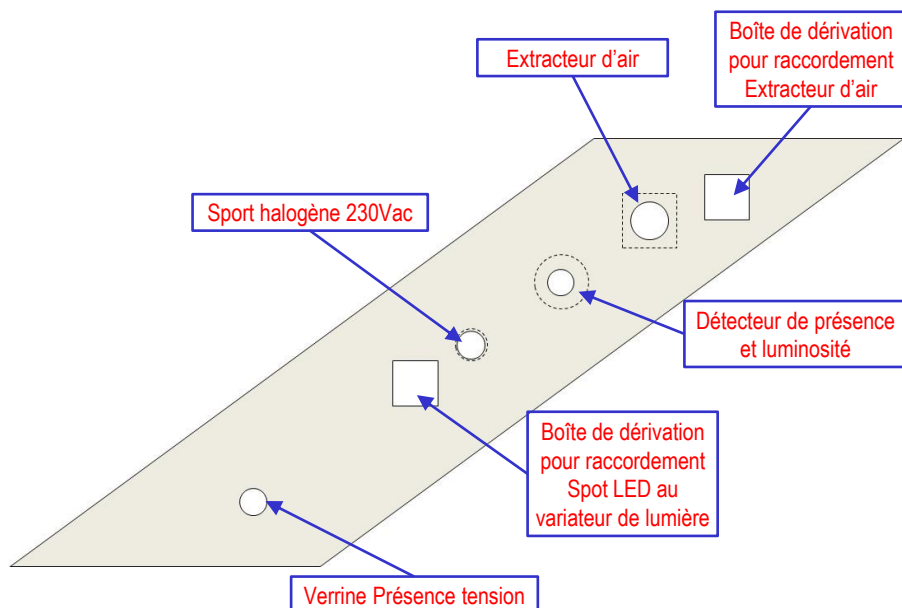 Boîte de dérivation
pour raccordement
Extracteur d'air
Extracteur d'air
Sport halogène 230Vac
Détecteur de présence
et luminosité
Boîte de dérivation
pour raccordement
Spot LED au
variateur de lumière
Verrine Présence tension